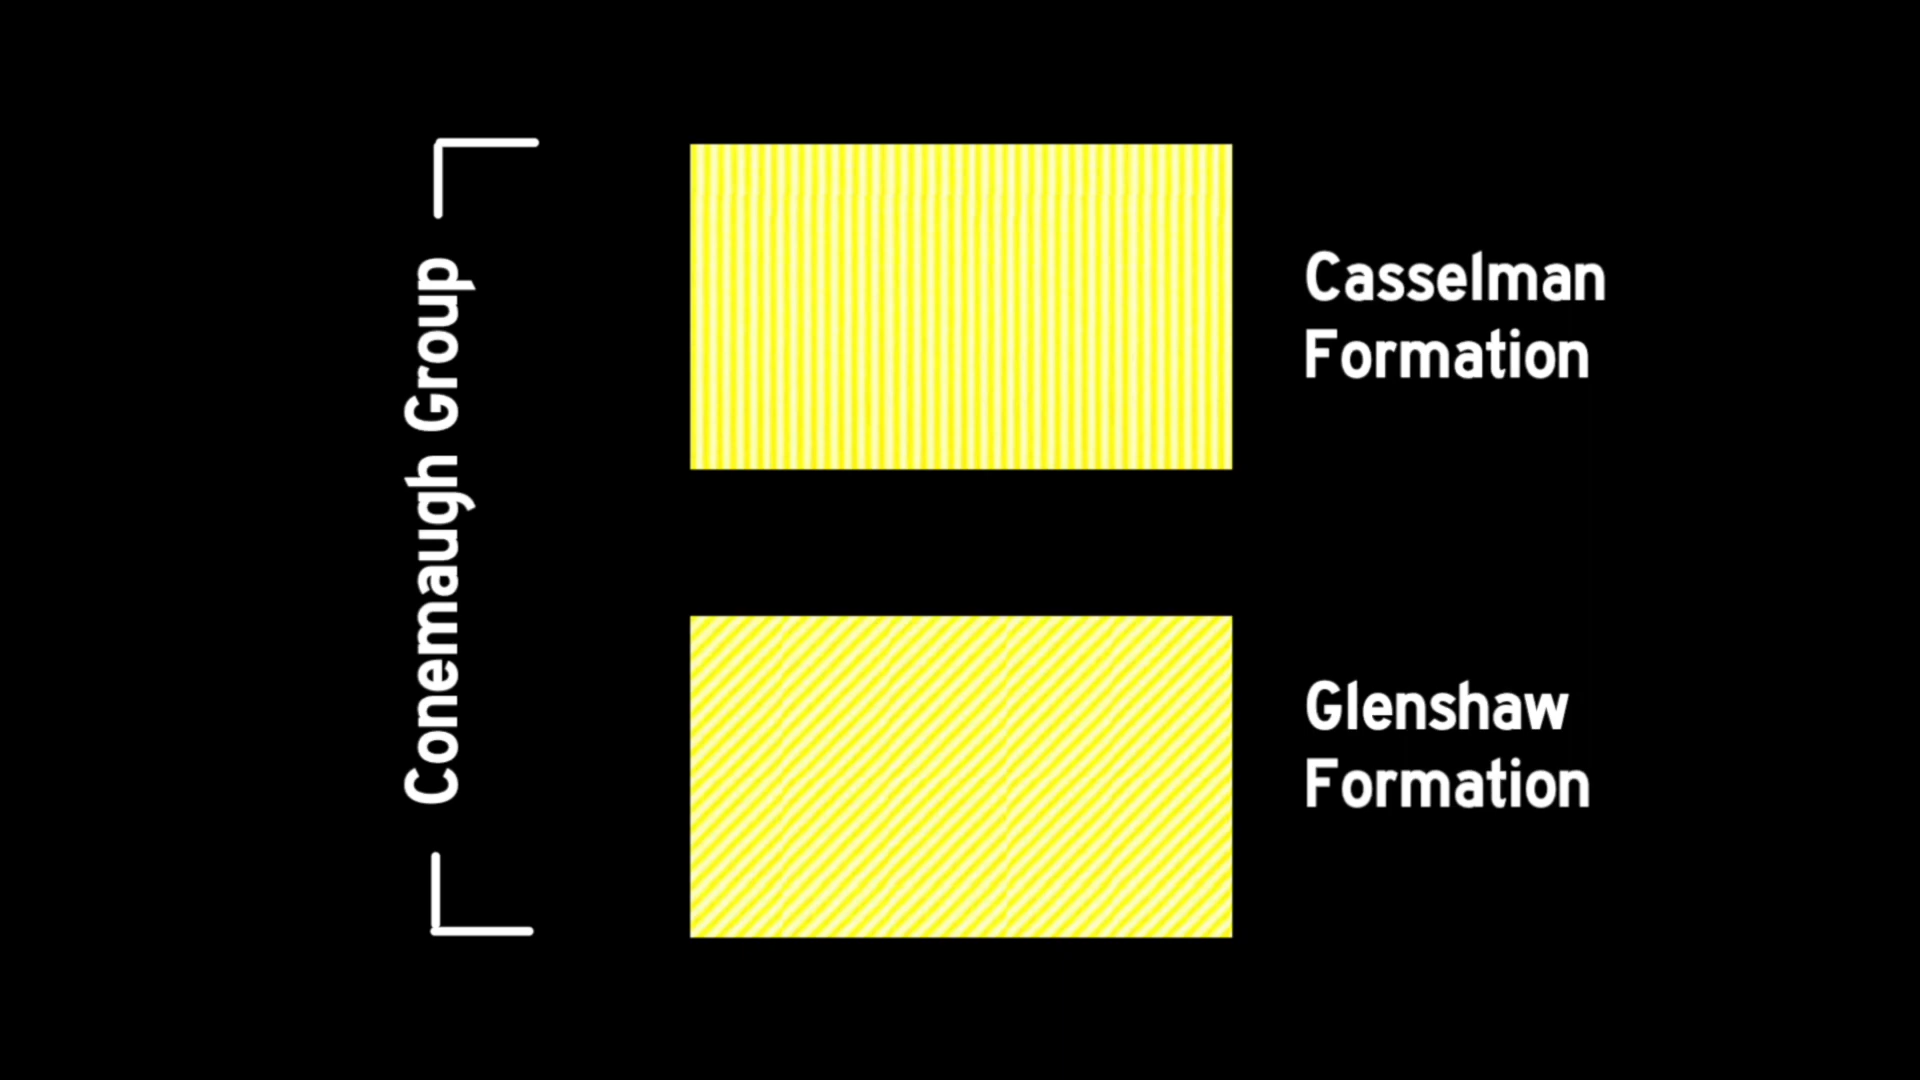 Conemaugh Group
Casselman
Formation
Glenshaw
Formation